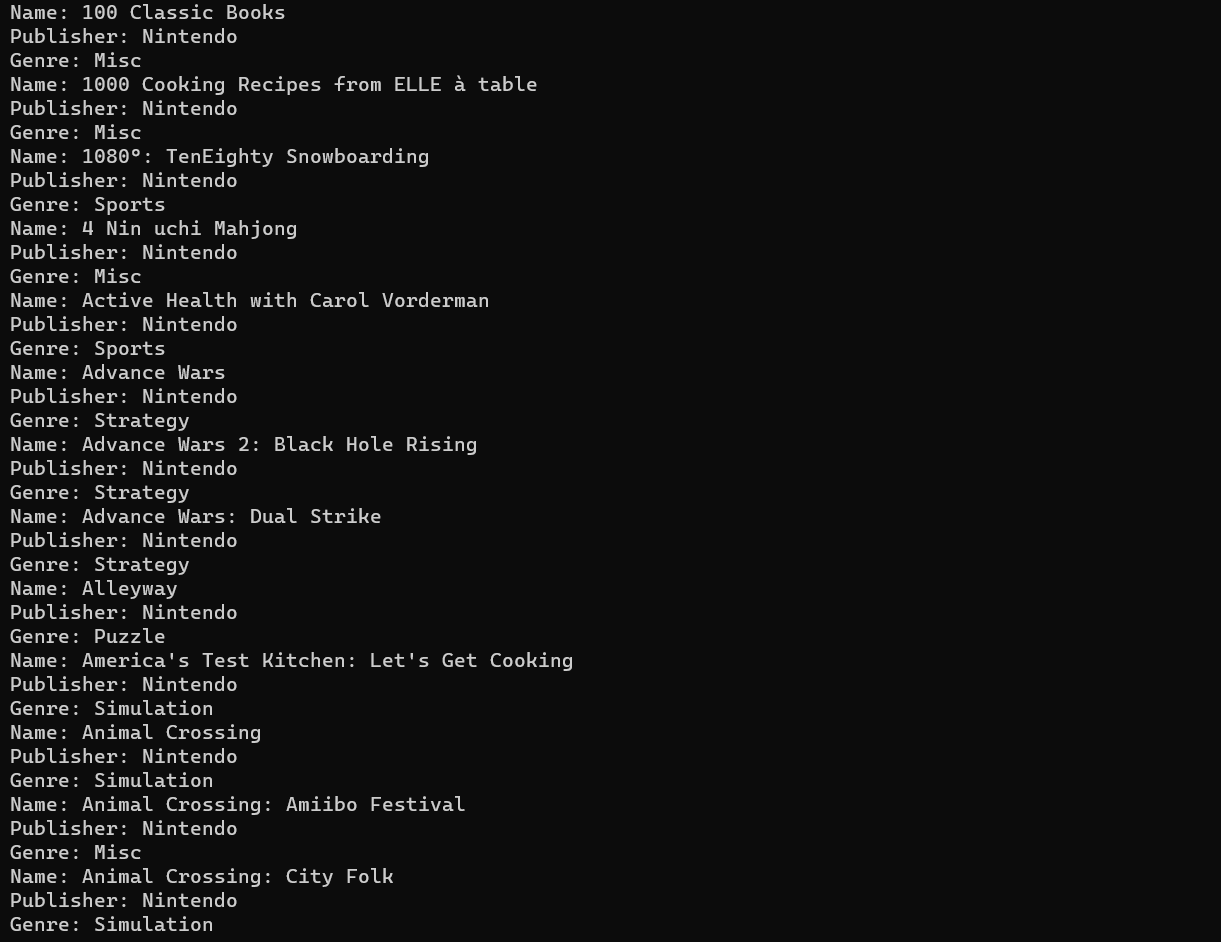 Name: 100 Classic Books
Publisher: Nintendo
Genre: Misc
Name: 1000 Cooking Recipes from ELLE à table
Publisher: Nintendo
Genre: Misc
Name: 1080°: TenEighty Snowboarding
Publisher: Nintendo
Genre: Sports
Name: 4 Nin uchi Mahjong
Publisher: Nintendo
Genre: Misc
Name: Active Health with Carol Vorderman
Publisher: Nintendo
Genre: Sports
Name: Advance Wars
Publisher: Nintendo
Genre: Strategy
Name: Advance Wars 2: Black Hole Rising
Publisher: Nintendo
Genre: Strategy
Name: Advance Wars: Dual Strike
Publisher: Nintendo
Genre: Strategy
Name: Alleyway
Publisher: Nintendo
Genre: Puzzle
Name: America's Test Kitchen: Let's Get Cooking
Publisher: Nintendo
Genre: Simulation
Name: Animal Crossing
Publisher: Nintendo
Genre: Simulation
Name: Animal Crossing: Amiibo Festival
Publisher: Nintendo
Genre: Misc
Name: Animal Crossing: City Folk
Publisher: Nintendo
Genre: Simulation